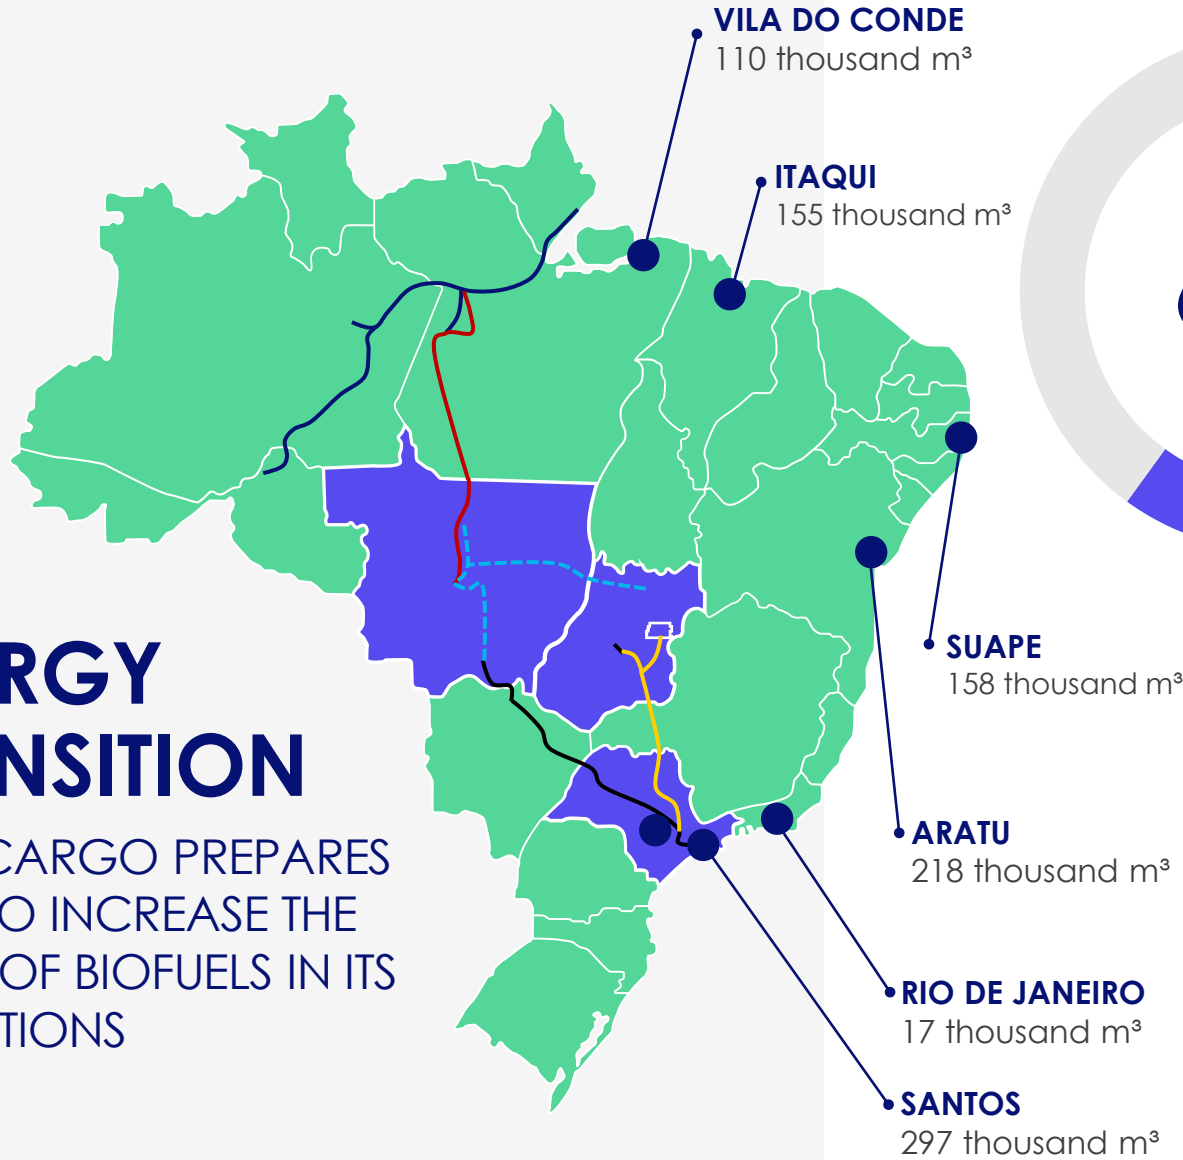 VILA DO CONDE
110 thousand m³
ITAQUI
155 thousand m³
SUAPE
158 thousand m³
ARATU
218 thousand m³
RIO DE JANEIRO
17 thousand m³
SANTOS
297 thousand m³
RGY
NSITION
CARGO PREPARES
O INCREASE THE
OF BIOFUELS IN ITS
TIONS